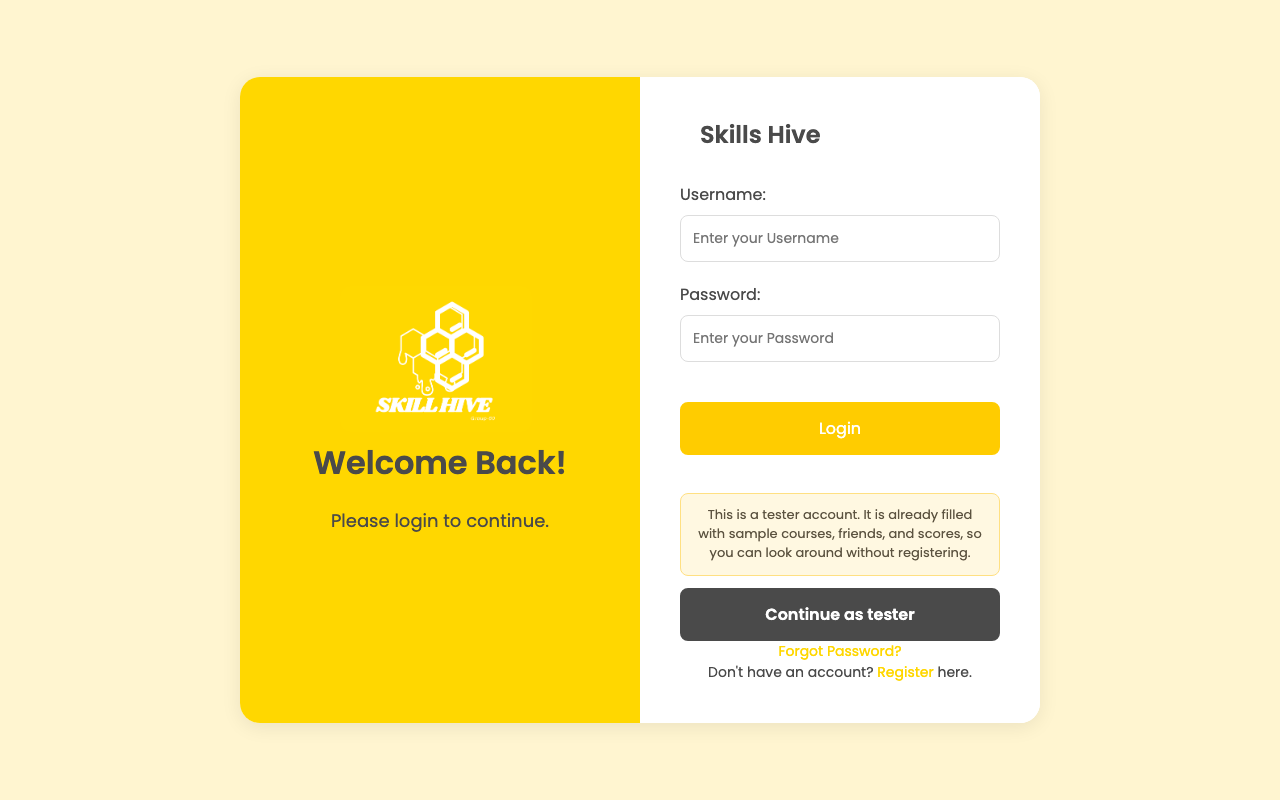 SKILL HIVE
Welcome Back!
Please login to continue.
Skills Hive
Username:
Enter your Username
Password:
Enter your Password
Login
This is a tester account. It is already filled
with sample courses, friends, and scores, so
you can look around without registering.
Continue as tester
Forgot Password?
Don't have an account? Register here.